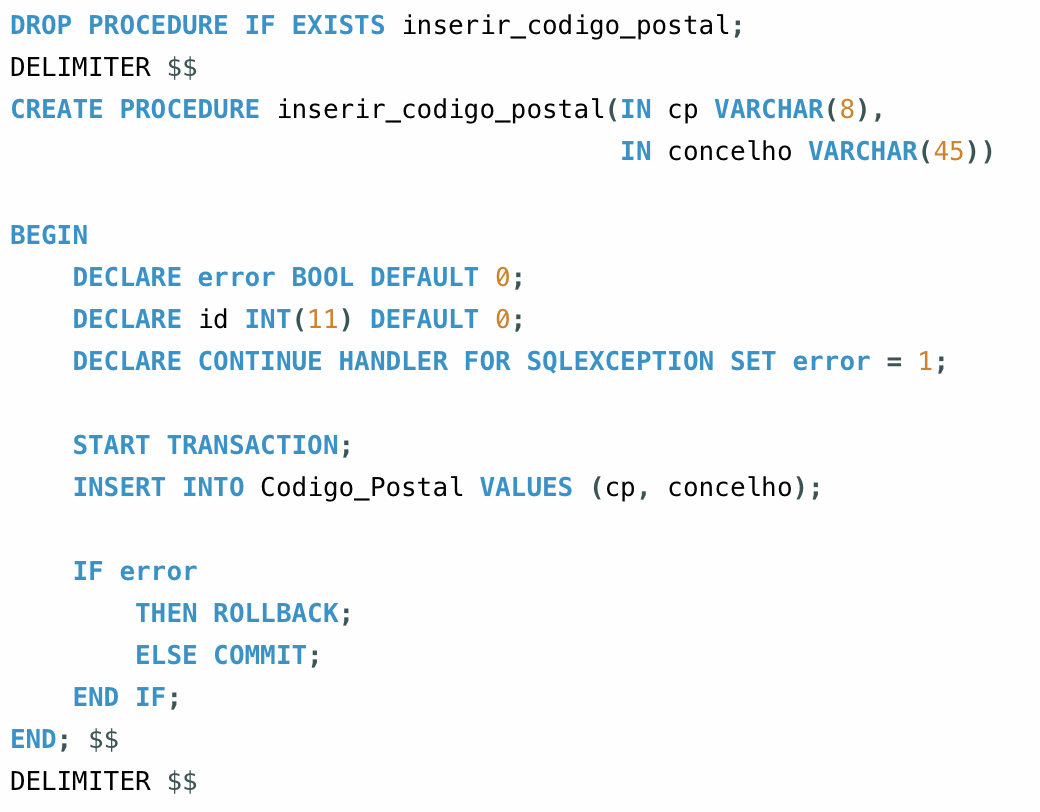 DROP PROCEDURE IF EXISTS inserir_codigo_postal;
DELIMITER $$
CREATE PROCEDURE inserir_codigo_postal(IN cp VARCHAR(8),
IN concelho VARCHAR(45))
BEGIN
DECLARE error BOOL DEFAULT 0;
DECLARE id INT(11) DEFAULT 0;
DECLARE CONTINUE HANDLER FOR SQLEXCEPTION SET error = 1;
START TRANSACTION;
INSERT INTO Codigo_Postal VALUES (cp, concelho);
IF error
THEN ROLLBACK;
ELSE COMMIT;
END IF;
END; $$
DELIMITER $$